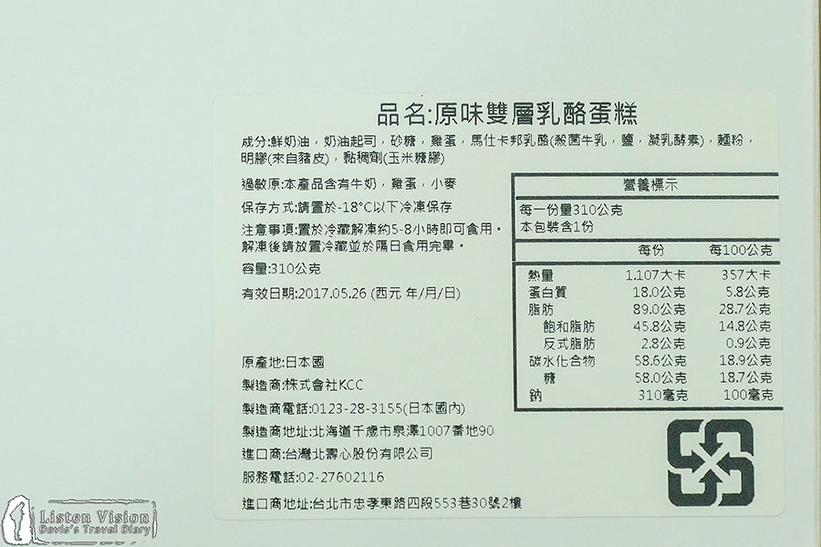 品名:原味雙層乳酪蛋糕
成分:鮮奶油，奶油起司，砂糖，雞蛋，馬仕卡邦乳酪(殺菌牛乳，鹽，凝乳酵素)，麵粉，
明膠(來自豬皮)，黏稠劑(玉米糖膠)
過敏原:本產品含有牛奶，雞蛋，小麥
保存方式:請置於-18°C以下冷凍保存
注意事項:置於冷藏解凍約5-8小時即可食用。
解凍後請放置冷藏並於隔日食用完畢。
容量:310公克
有效日期:2017.05.26 (西元 年/月/日)
原產地:日本國
製造商:株式會社KCC
製造商電話:0123-28-3155(日本國內)
製造商地址:北海道千歲市泉澤1007番地90
進口商:台灣北壽心股份有限公司
服務電話:02-27602116
進口商地址:台北市忠孝東路四段553巷30號2樓
營養標示
每一份量310公克
本包裝含1份
每份 每100公克
熱量 1.107大卡 357大卡
蛋白質 18.0公克 5.8公克
脂肪 89.0公克 28.7公克
飽和脂肪 45.8公克 14.8公克
反式脂肪 2.8公克 0.9公克
碳水化合物 58.6公克 18.9公克
糖 58.0公克 18.7公克
鈉 310毫克 100毫克
Listen Vision
Davis's Travel Diary